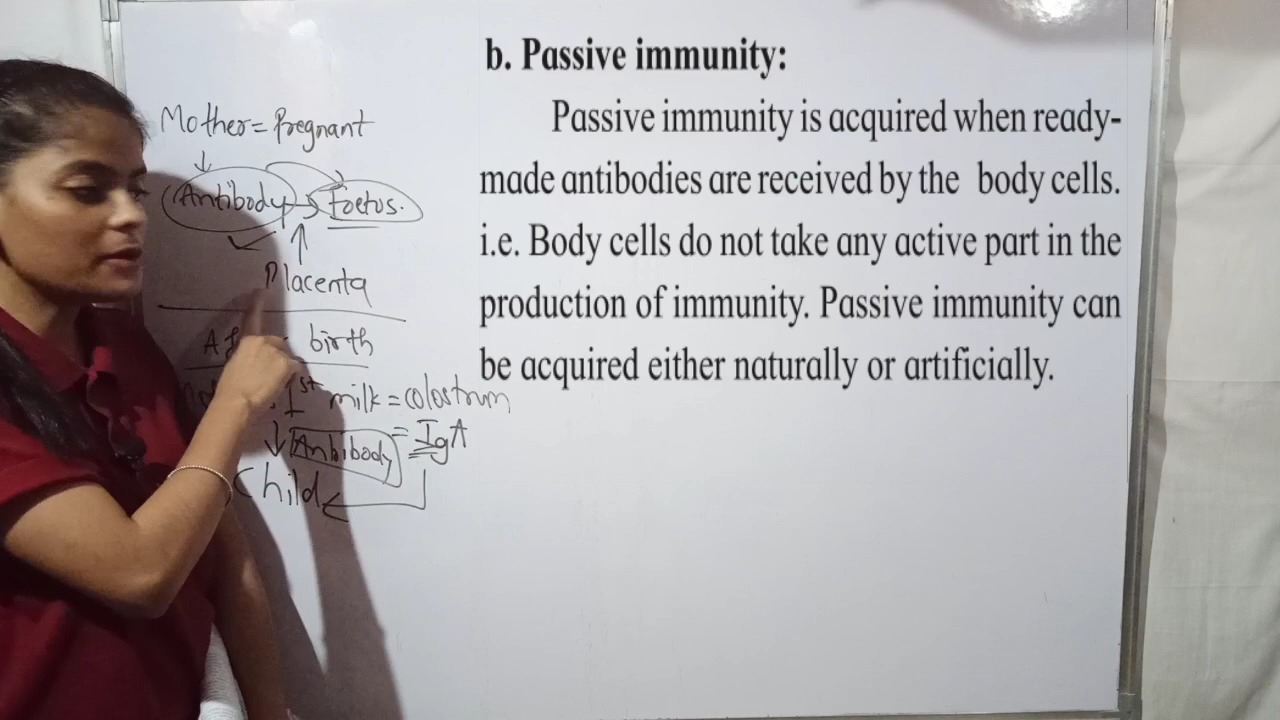 b. Passive immunity:
Passive immunity is acquired when ready-
made antibodies are received by the body cells.
i.e. Body cells do not take any active part in the
production of immunity. Passive immunity can
be acquired either naturally or artificially.
Mother = Pregnant
Antibody → Foetus.
Placenta
birth
1st milk = colostrum
Antibody = IgA
Child